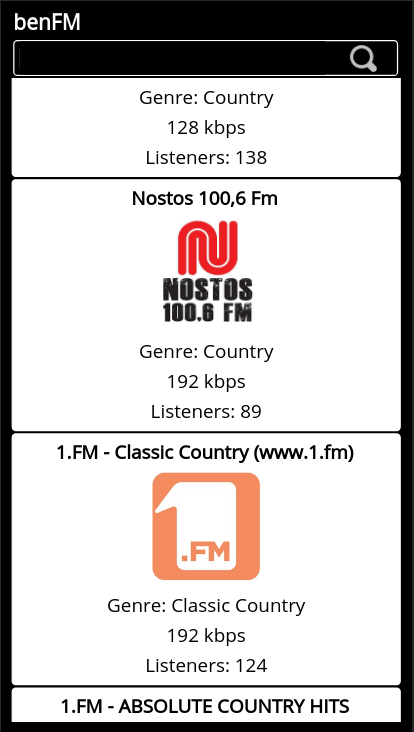 benFM
Genre: Country
128 kbps
Listeners: 138
Nostos 100,6 Fm
NOSTOS
100,6 FM
Genre: Country
192 kbps
Listeners: 89
1.FM - Classic Country (www.1.fm)
1.FM
Genre: Classic Country
192 kbps
Listeners: 124
1.FM - ABSOLUTE COUNTRY HITS